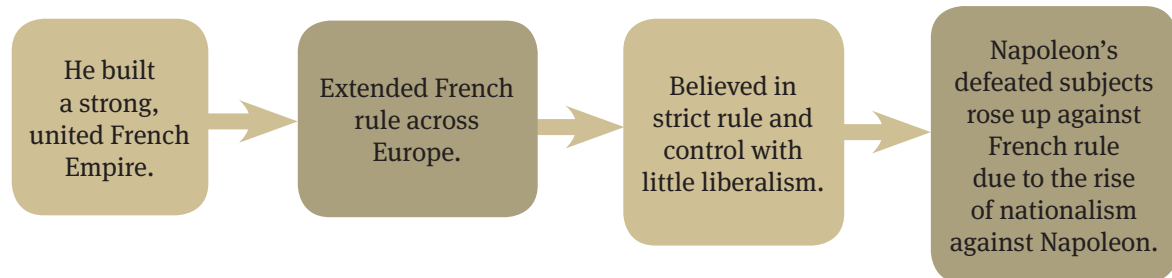 He built
a strong,
united French
Empire.
Extended French
rule across
Europe.
Believed in
strict rule and
control with
little liberalism.
Napoleon’s
defeated subjects
rose up against
French rule
due to the rise
of nationalism
against Napoleon.